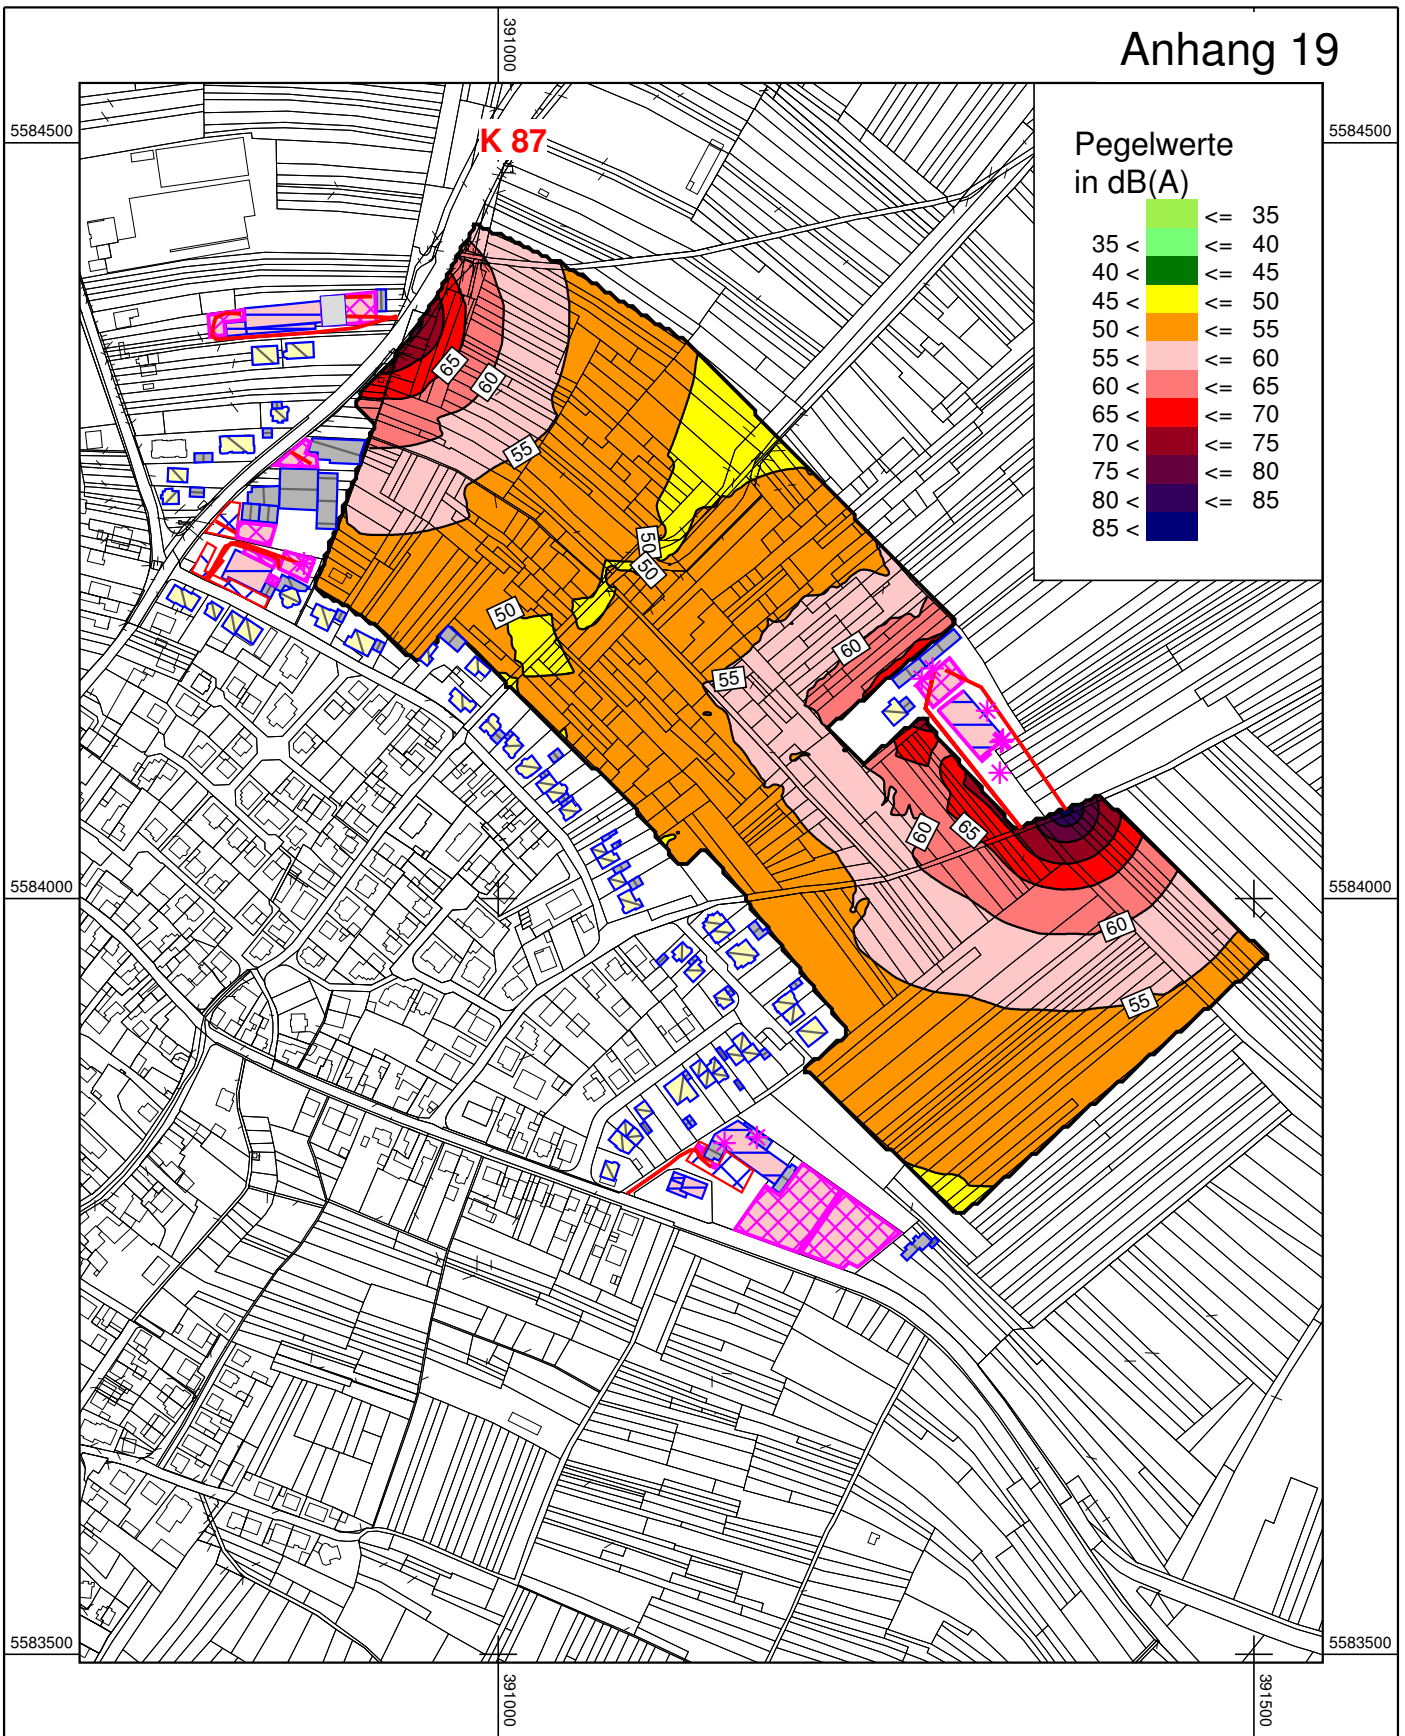 Anhang 19
391000
5584500
5584500
K 87
Pegelwerte
in dB(A)
<= 35
35 < <= 40
40 < <= 45
45 < <= 50
50 < <= 55
55 < <= 60
60 < <= 65
65 < <= 70
70 < <= 75
75 < <= 80
80 < <= 85
85 <
65
60
55
50
50
50
60
55
60
65
5584000
5584000
60
55
5583500
5583500
391000
391500